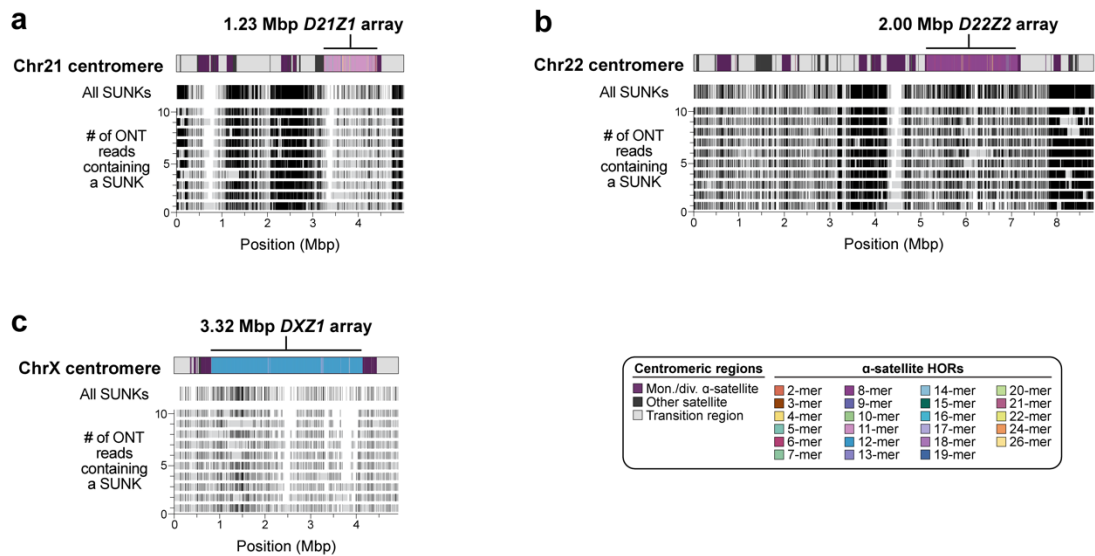 a
1.23 Mbp D21Z1 array
Chr21 centromere
All SUNKs
# of ONT
reads
containing
a SUNK
10
5
0
0 1 2 3 4
Position (Mbp)
b
2.00 Mbp D22Z2 array
Chr22 centromere
All SUNKs
# of ONT
reads
containing
a SUNK
10
5
0
0 1 2 3 4 5 6 7 8
Position (Mbp)
c
3.32 Mbp DXZ1 array
ChrX centromere
All SUNKs
# of ONT
reads
containing
a SUNK
10
5
0
0 1 2 3 4
Position (Mbp)
Centromeric regions
Mon./div. α-satellite
Other satellite
Transition region
α-satellite HORs
2-mer
3-mer
4-mer
5-mer
6-mer
7-mer
8-mer
9-mer
10-mer
11-mer
12-mer
13-mer
14-mer
15-mer
16-mer
17-mer
18-mer
19-mer
20-mer
21-mer
22-mer
24-mer
26-mer